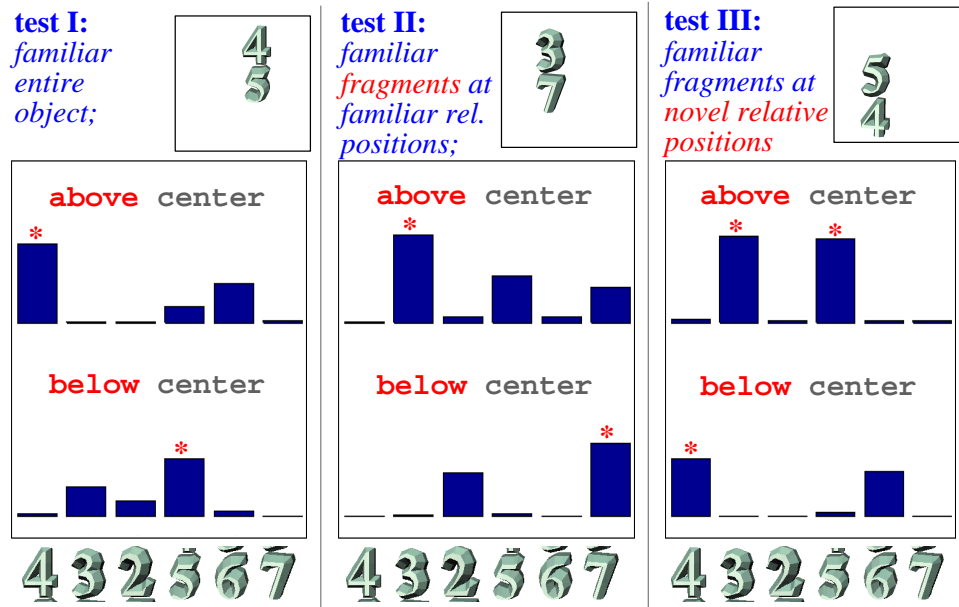 test I:
familiar
entire
object;
4
5
test II:
familiar
fragments at
familiar rel.
positions;
3
7
test III:
familiar
fragments at
novel relative
positions
5
4
above center
*
below center
*
above center
*
below center
*
above center
* *
below center
*
4 3 2 5 6 7
4 3 2 5 6 7
4 3 2 5 6 7